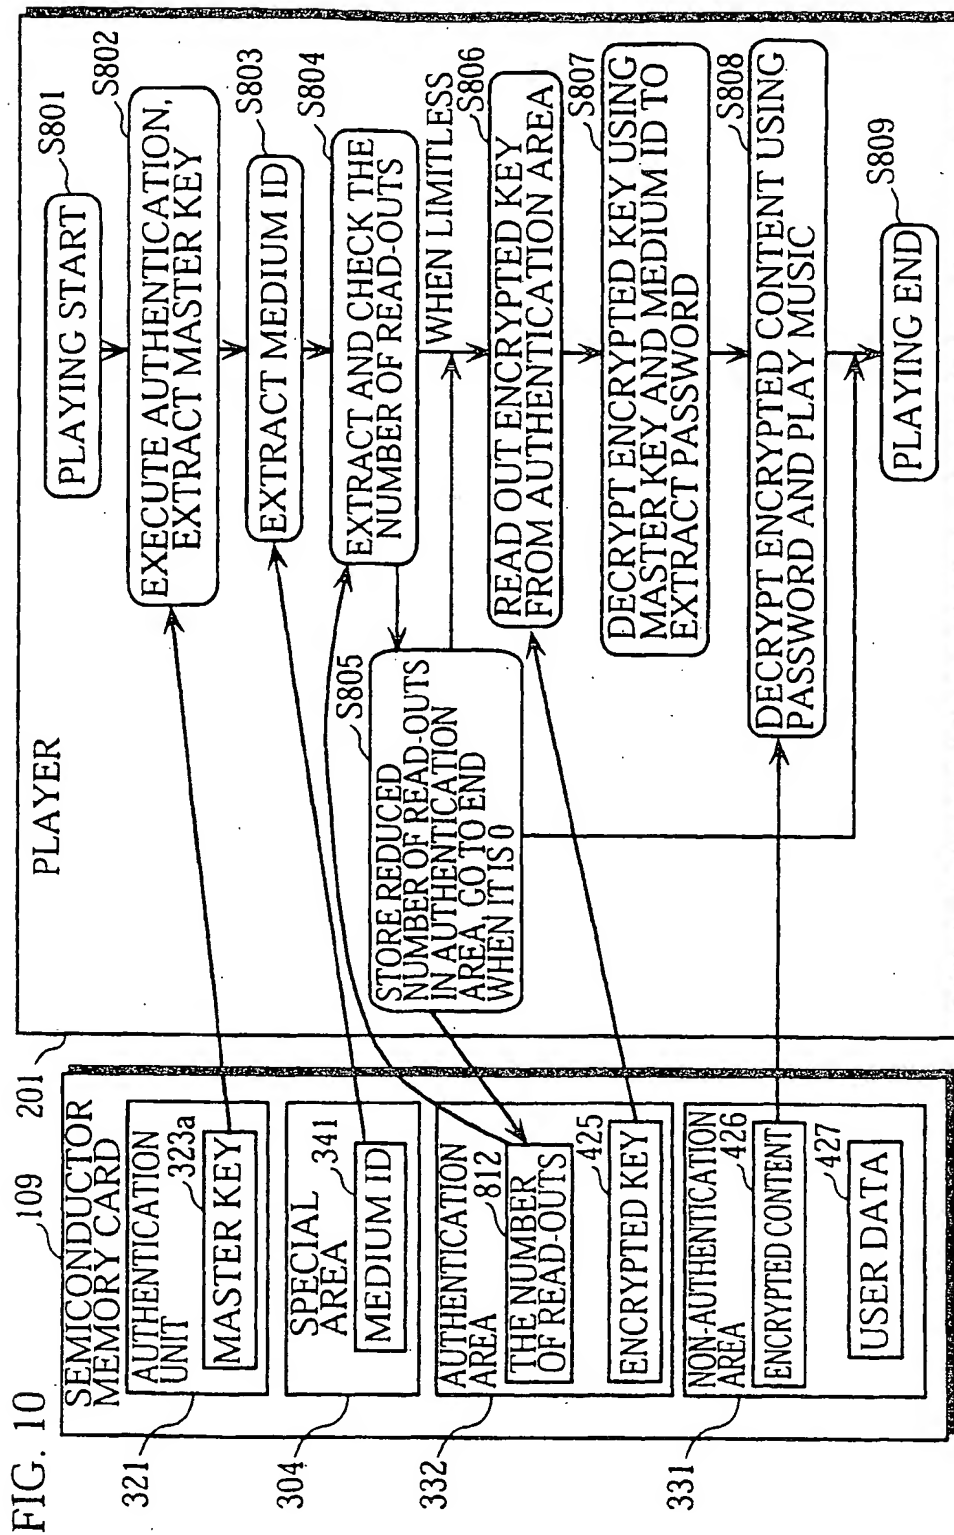 FIG. 10
109
SEMICONDUCTOR
MEMORY CARD
321
AUTHENTICATION
UNIT
323a
MASTER KEY
304
SPECIAL
AREA
341
MEDIUM ID
332
AUTHENTICATION
AREA
812
THE NUMBER
OF READ-OUTS
425
ENCRYPTED KEY
331
NON-AUTHENTICATION
AREA
426
ENCRYPTED CONTENT
427
USER DATA
201
PLAYER
S801
PLAYING START
S802
EXECUTE AUTHENTICATION,
EXTRACT MASTER KEY
S803
EXTRACT MEDIUM ID
S804
EXTRACT AND CHECK THE
NUMBER OF READ-OUTS
WHEN LIMITLESS
S805
STORE REDUCED
NUMBER OF READ-OUTS
IN AUTHENTICATION
AREA, GO TO END
WHEN IT IS 0
S806
READ OUT ENCRYPTED KEY
FROM AUTHENTICATION AREA
S807
DECRYPT ENCRYPTED KEY USING
MASTER KEY AND MEDIUM ID TO
EXTRACT PASSWORD
S808
DECRYPT ENCRYPTED CONTENT USING
PASSWORD AND PLAY MUSIC
S809
PLAYING END